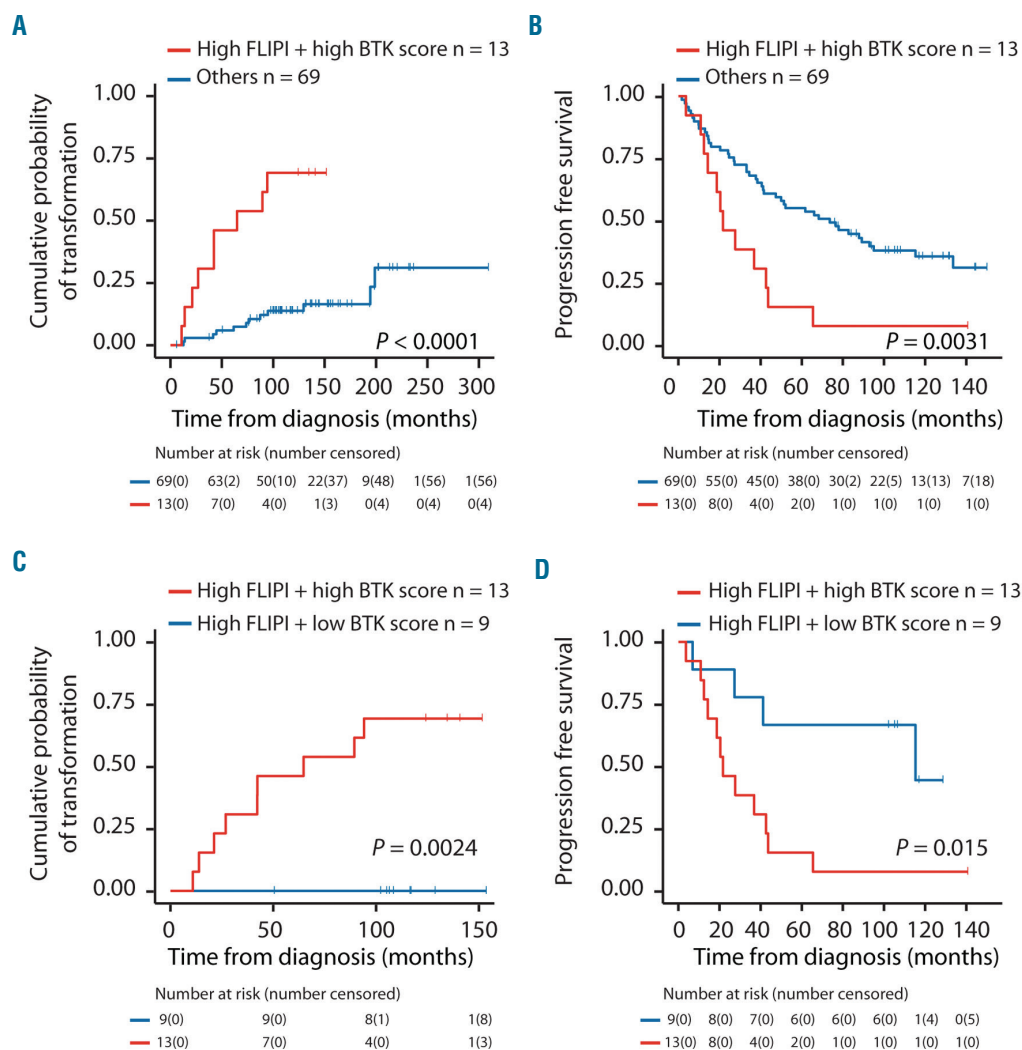 A
High FLIPI + high BTK score n = 13
Others n = 69
Cumulative probability
of transformation
1.00
0.75
0.50
0.25
0.00
P < 0.0001
0 50 100 150 200 250 300
Time from diagnosis (months)
Number at risk (number censored)
69(0) 63(2) 50(10) 22(37) 9(48) 1(56) 1(56)
13(0) 7(0) 4(0) 1(3) 0(4) 0(4) 0(4)
B
High FLIPI + high BTK score n = 13
Others n = 69
Progression free survival
1.00
0.75
0.50
0.25
0.00
P = 0.0031
0 20 40 60 80 100 120 140
Time from diagnosis (months)
Number at risk (number censored)
69(0) 55(0) 45(0) 38(0) 30(2) 22(5) 13(13) 7(18)
13(0) 8(0) 4(0) 2(0) 1(0) 1(0) 1(0) 1(0)
C
High FLIPI + high BTK score n = 13
High FLIPI + low BTK score n = 9
Cumulative probability
of transformation
1.00
0.75
0.50
0.25
0.00
P = 0.0024
0 50 100 150
Time from diagnosis (months)
Number at risk (number censored)
9(0) 9(0) 8(1) 1(8)
13(0) 7(0) 4(0) 1(3)
D
High FLIPI + high BTK score n = 13
High FLIPI + low BTK score n = 9
Progression free survival
1.00
0.75
0.50
0.25
0.00
P = 0.015
0 20 40 60 80 100 120 140
Time from diagnosis (months)
Number at risk (number censored)
9(0) 8(0) 7(0) 6(0) 6(0) 6(0) 1(4) 0(5)
13(0) 8(0) 4(0) 2(0) 1(0) 1(0) 1(0) 1(0)